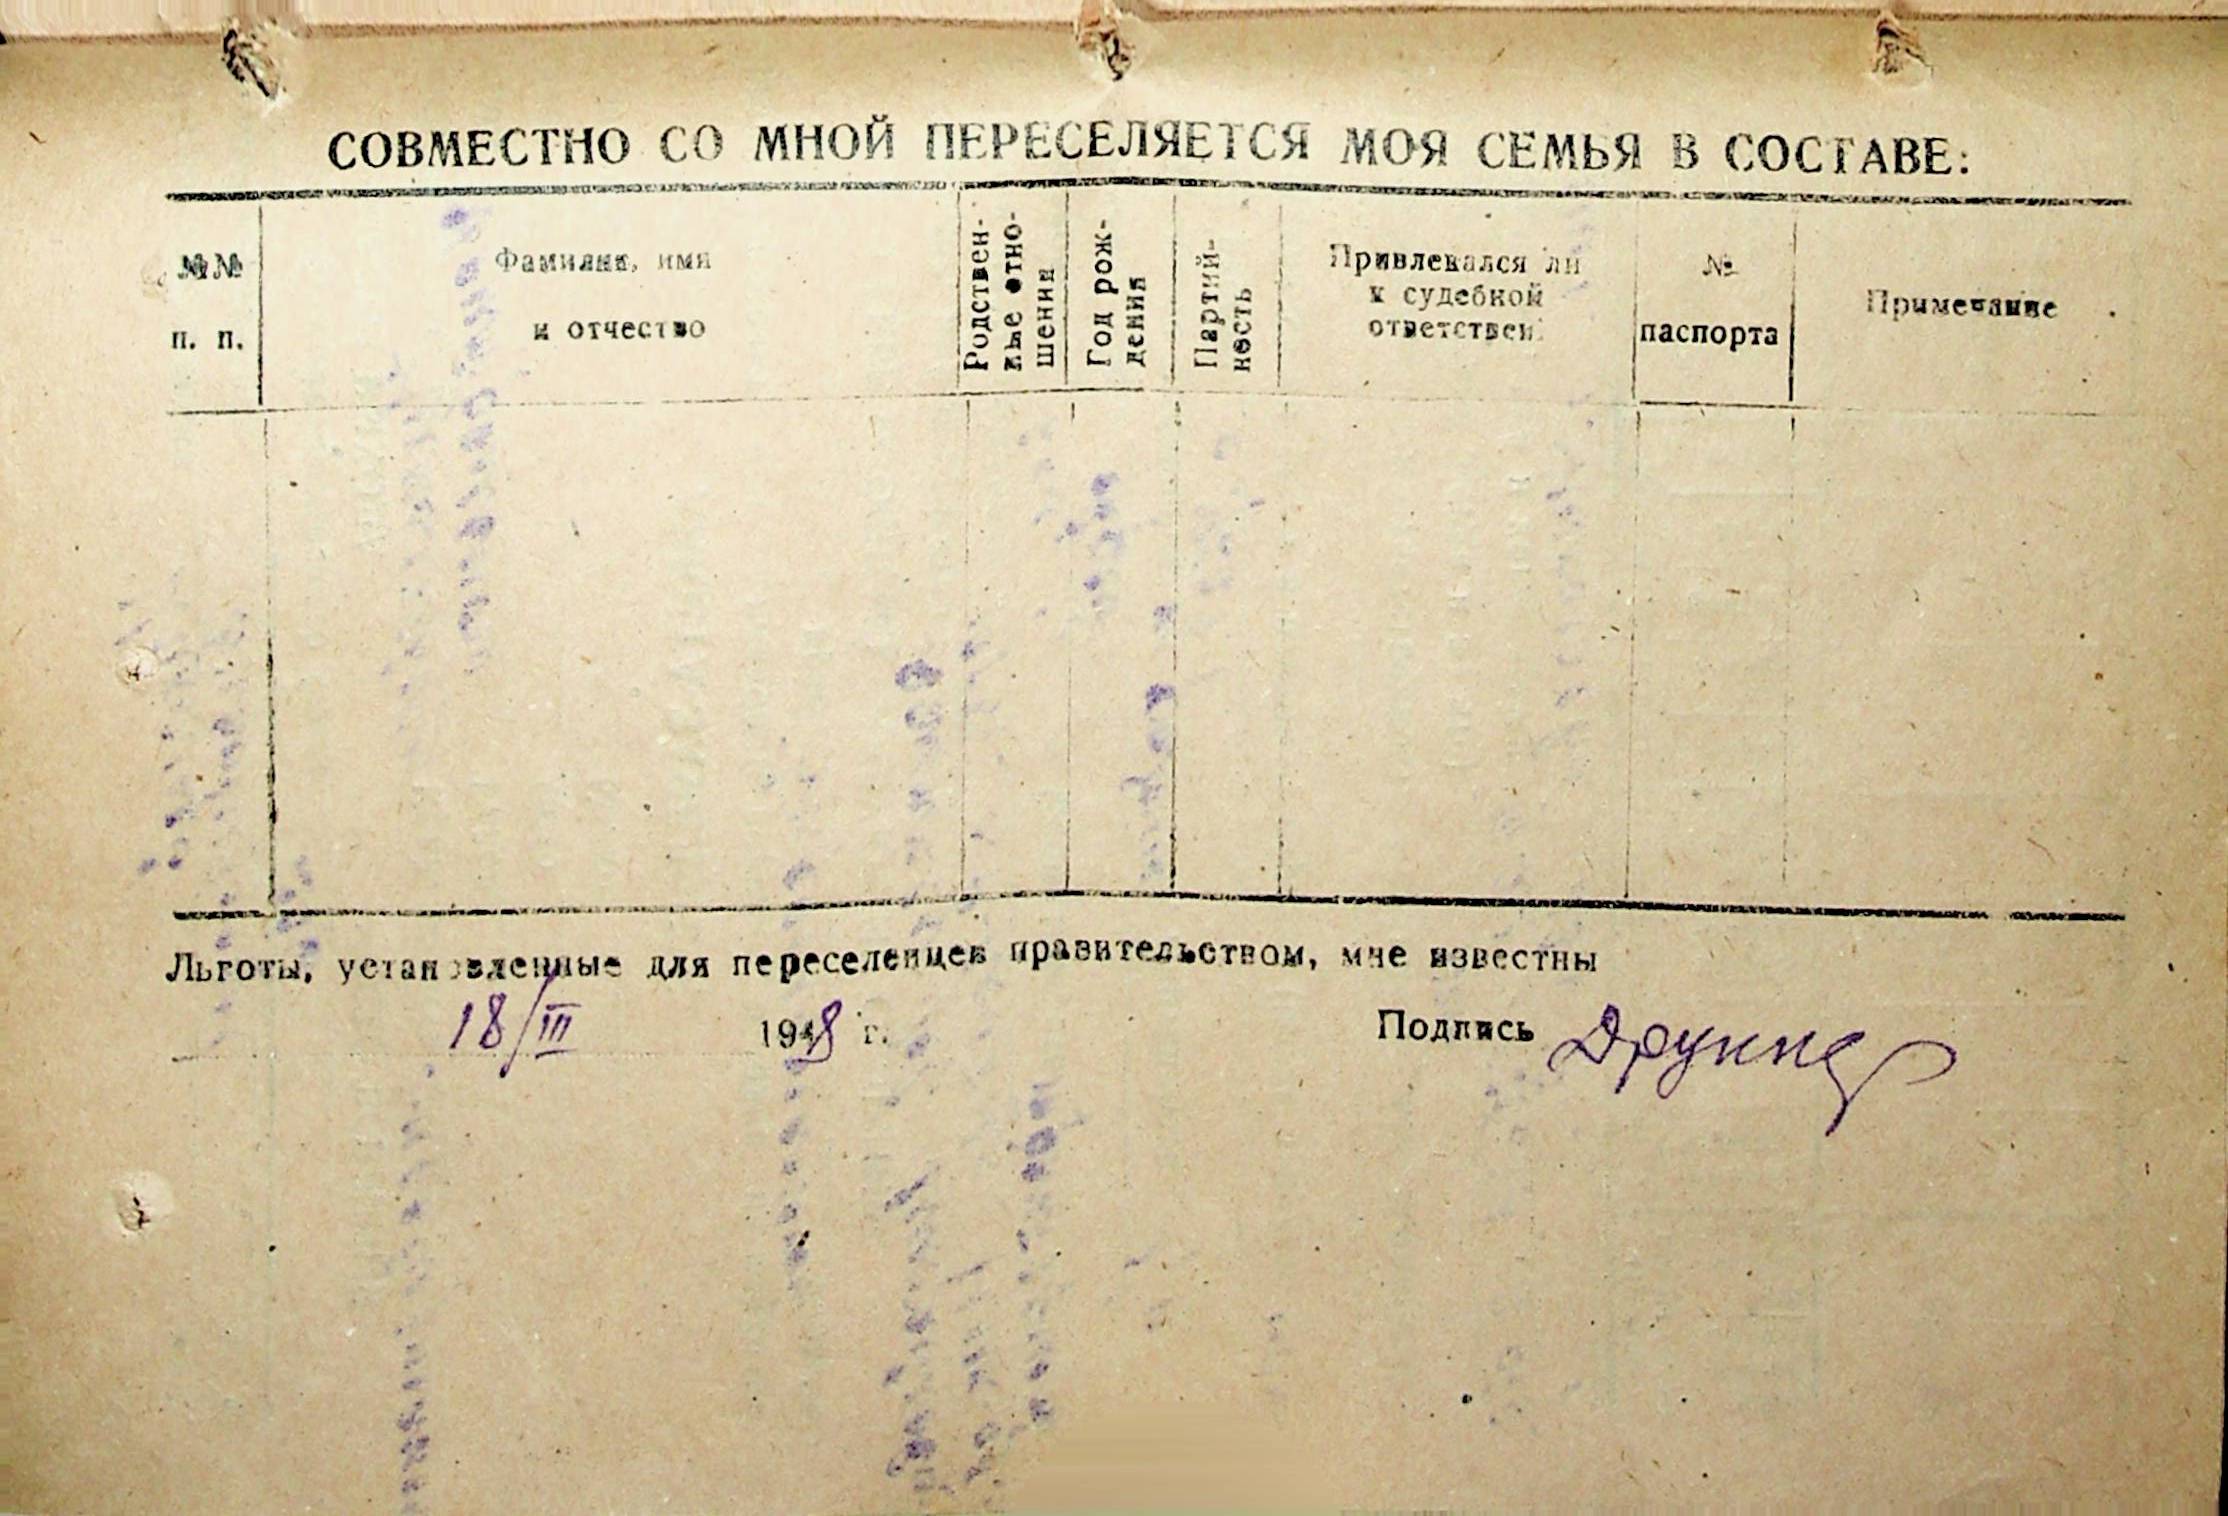 СОВМЕСТНО СО МНОЙ ПЕРЕСЕЛЯЕТСЯ МОЯ СЕМЬЯ В СОСТАВЕ:
№№
п. п.
Фамилия, имя
и отчество
Родствен-
ные отно-
шения
Год рож-
дения
Партий-
ность
Привлекался ли
к судебной
ответствен.
№
паспорта
Примечание
Льготы, установленные для переселенцев правительством, мне известны
18/III 1948 г.
Подпись